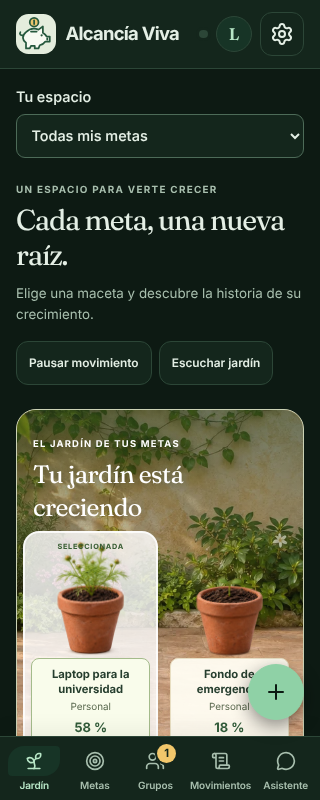 Alcancía Viva
L
Tu espacio
Todas mis metas
UN ESPACIO PARA VERTE CRECER
Cada meta, una nueva
raíz.
Elige una maceta y descubre la historia de su
crecimiento.
Pausar movimiento
Escuchar jardín
EL JARDÍN DE TUS METAS
Tu jardín está
creciendo
SELECCIONADA
Laptop para la
universidad
Personal
58 %
Fondo de
Personal
18 %
1
Jardín
Metas
Grupos
Movimientos
Asistente